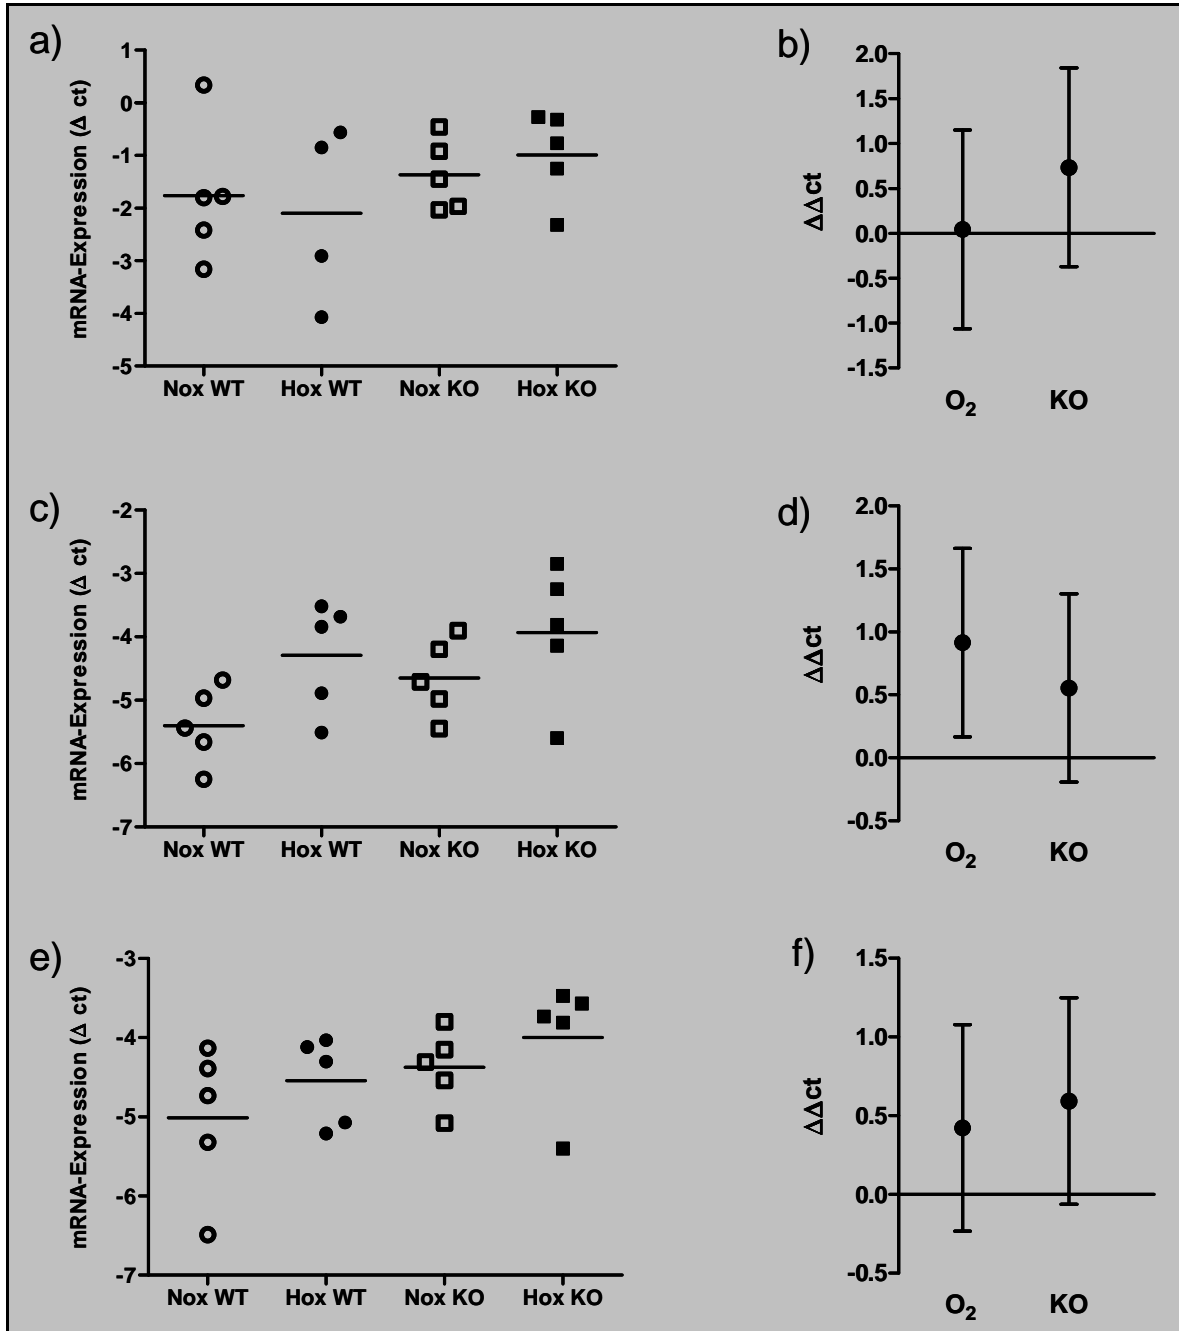 a)
mRNA-Expression (Δ ct)
1
0
-1
-2
-3
-4
-5
Nox WT Hox WT Nox KO Hox KO
b)
ΔΔct
2.0
1.5
1.0
0.5
0.0
-0.5
-1.0
-1.5
O₂ KO
c)
mRNA-Expression (Δ ct)
-2
-3
-4
-5
-6
-7
Nox WT Hox WT Nox KO Hox KO
d)
ΔΔct
2.0
1.5
1.0
0.5
0.0
-0.5
O₂ KO
e)
mRNA-Expression (Δ ct)
-3
-4
-5
-6
-7
Nox WT Hox WT Nox KO Hox KO
f)
ΔΔct
1.5
1.0
0.5
0.0
-0.5
O₂ KO